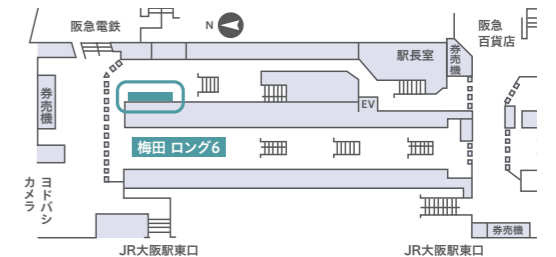 阪急電鉄
N
阪急
百貨店
駅長室
券売機
券売機
EV
梅田 ロング6
ヨドバシ
カメラ
券売機
JR大阪駅東口
JR大阪駅東口